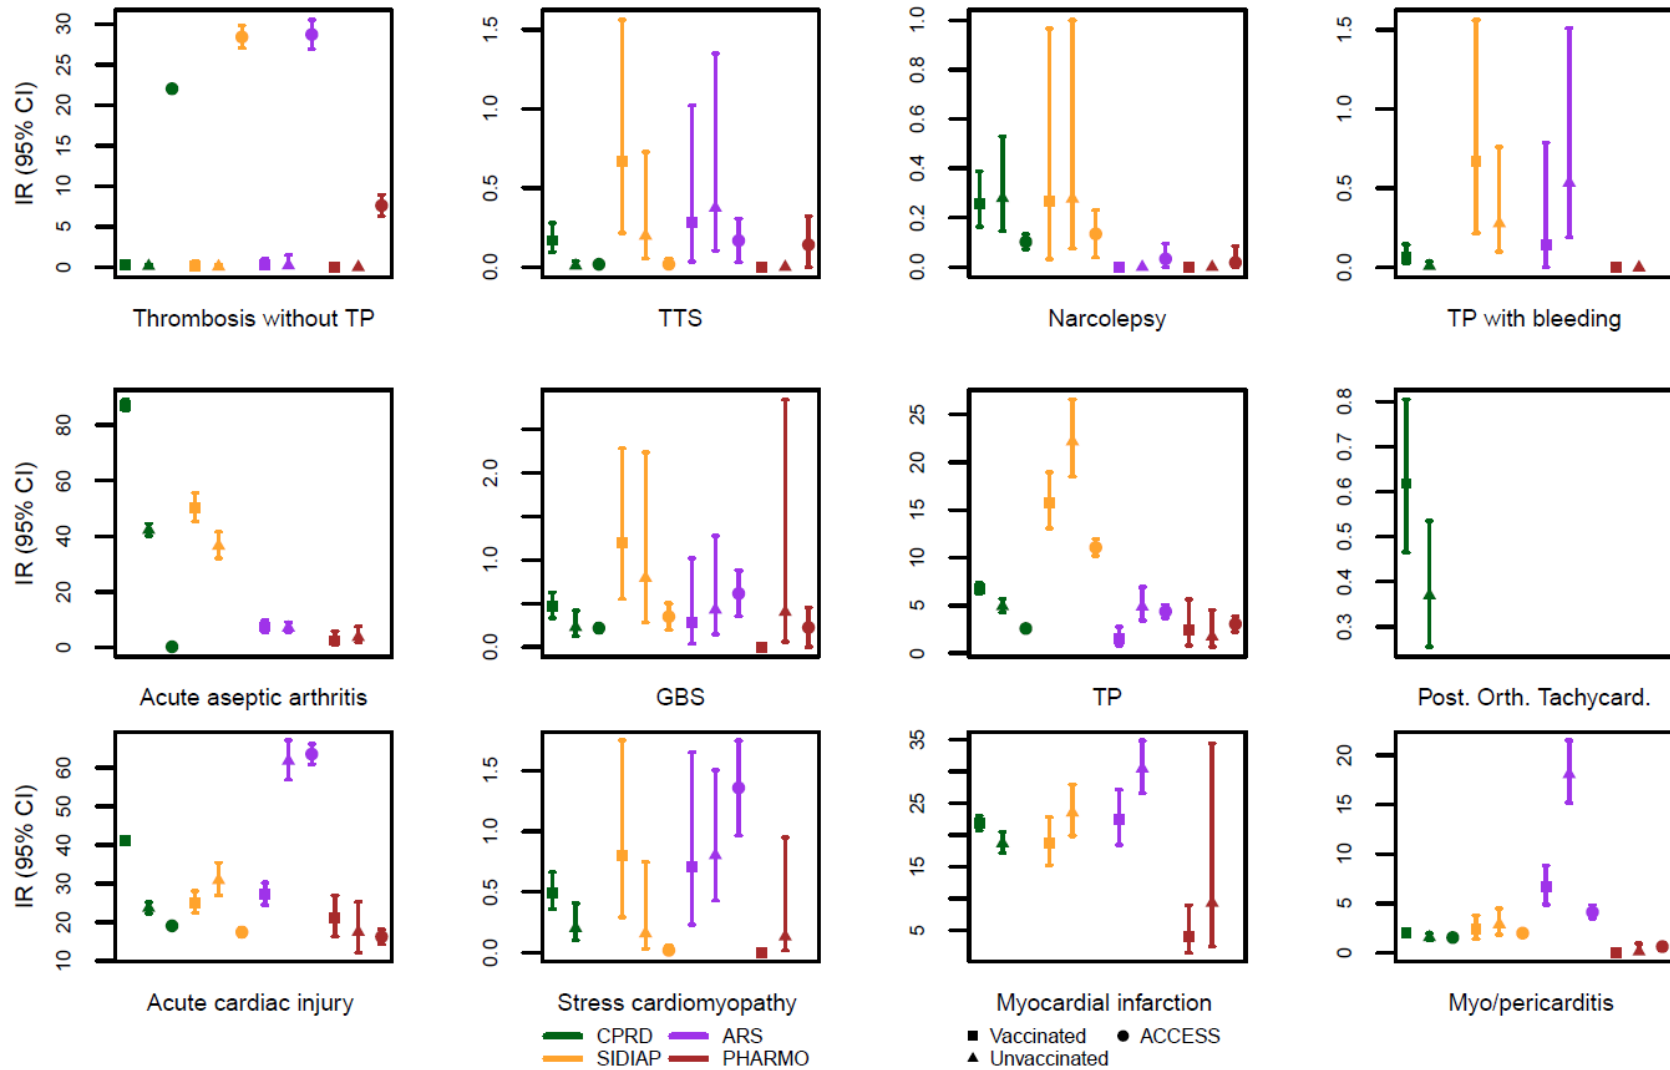 IR (95% CI)
0 5 10 15 20 25 30
Thrombosis without TP
0.0 0.5 1.0 1.5
TTS
0.0 0.2 0.4 0.6 0.8 1.0
Narcolepsy
0.0 0.5 1.0 1.5
TP with bleeding
IR (95% CI)
0 20 40 60 80
Acute aseptic arthritis
0.0 1.0 2.0
GBS
0 5 10 15 20 25
TP
0.3 0.4 0.5 0.6 0.7 0.8
Post. Orth. Tachycard.
IR (95% CI)
10 20 30 40 50 60
Acute cardiac injury
0.0 0.5 1.0 1.5
Stress cardiomyopathy
5 15 25 35
Myocardial infarction
0 5 10 15 20
Myo/pericarditis
CPRD ARS
SIDIAP PHARMO
Vaccinated ACCESS
Unvaccinated